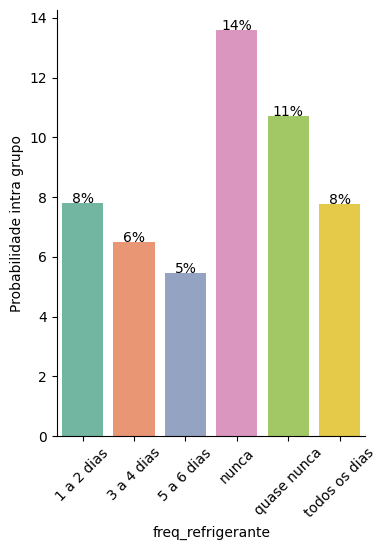 14%
14
12
11%
10
8%
8%
8
6%
6
5%
4
2
0
Probabilidade intra grupo
1 a 2 dias
3 a 4 dias
5 a 6 dias
nunca
quase nunca
todos os dias
freq_refrigerante